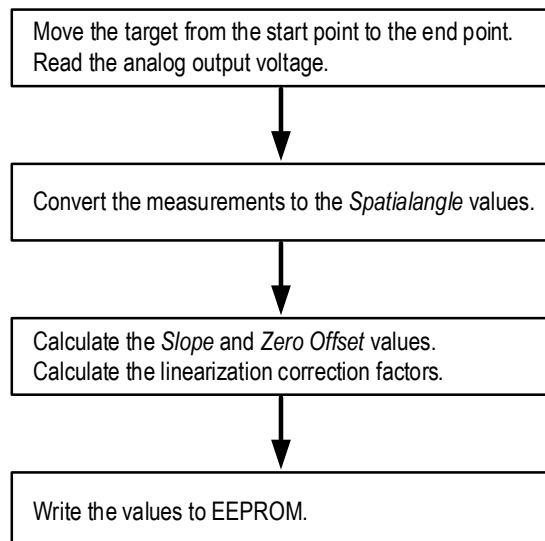 Move the target from the start point to the end point.
Read the analog output voltage.
Convert the measurements to the Spatialangle values.
Calculate the Slope and Zero Offset values.
Calculate the linearization correction factors.
Write the values to EEPROM.